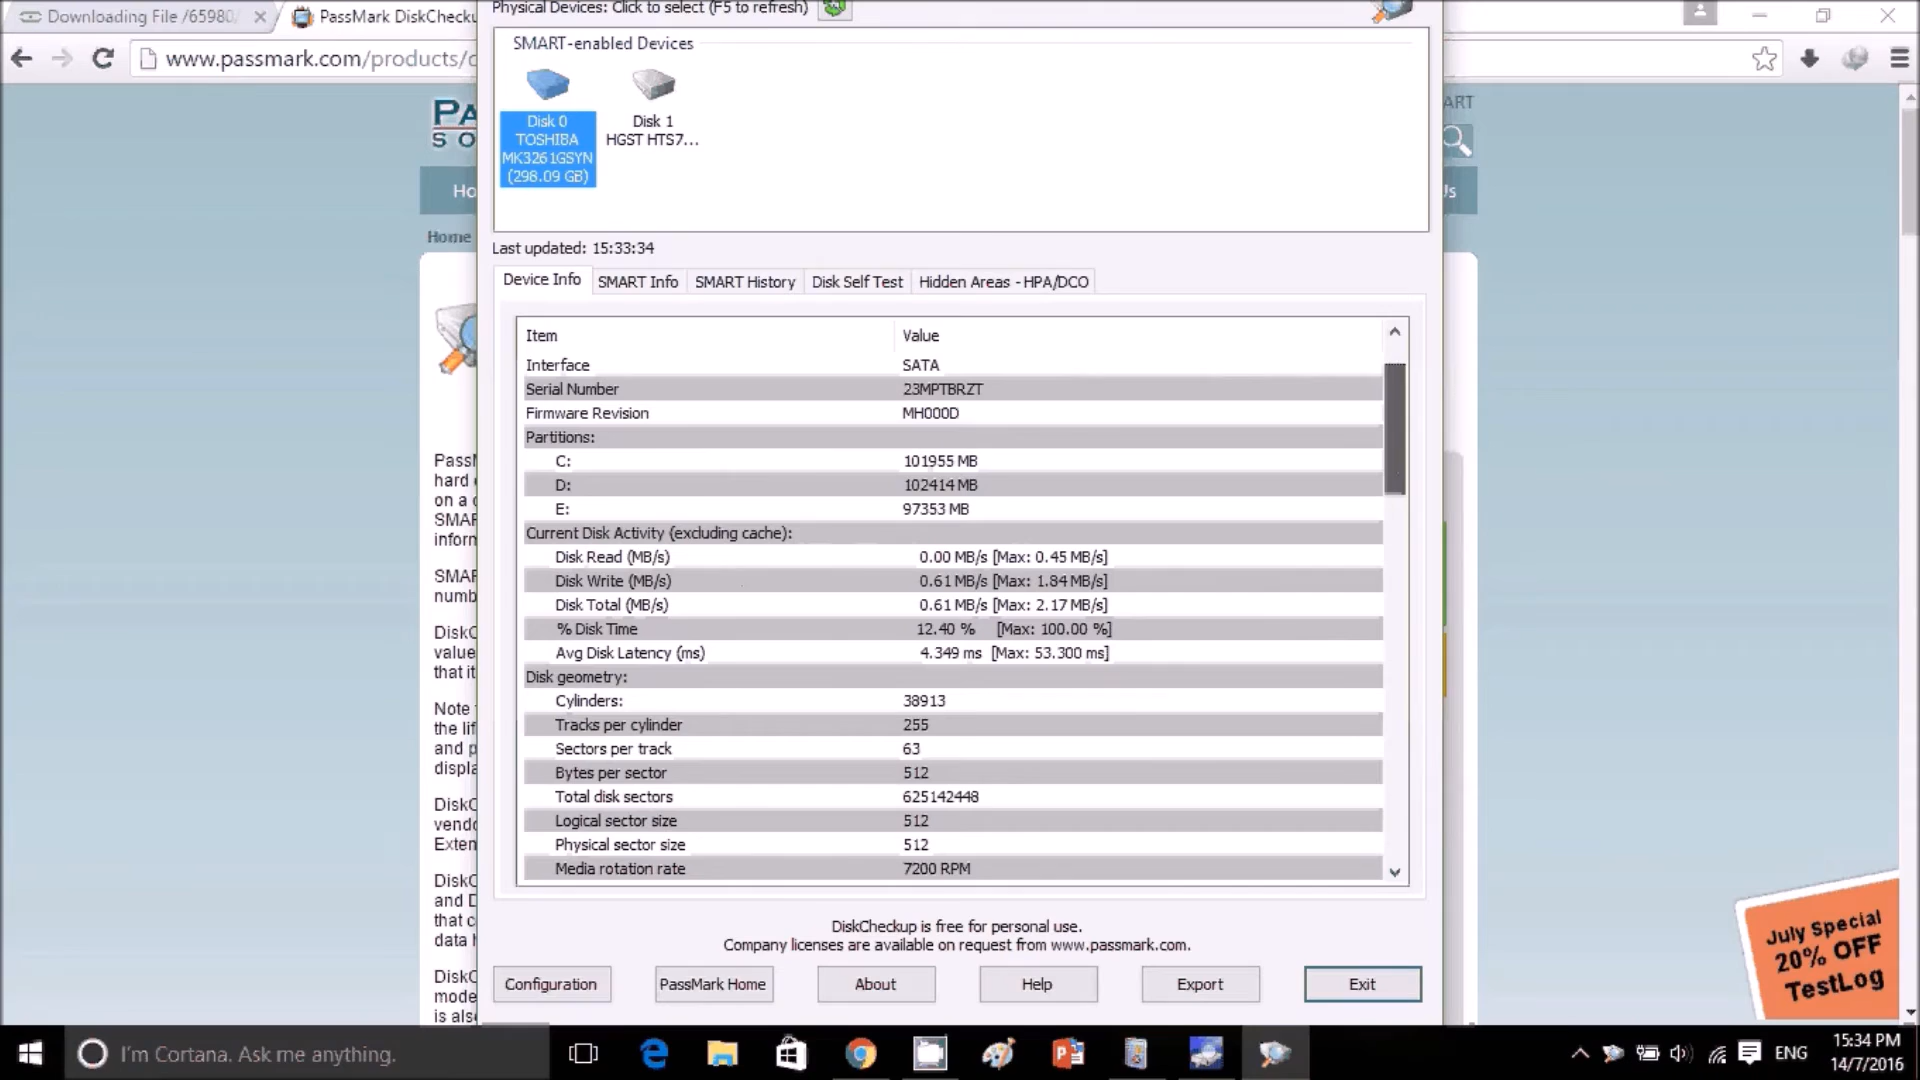 Downloading File /65980/
PassMark DiskChecku
Physical Devices: Click to select (F5 to refresh)
www.passmark.com/products/
SMART-enabled Devices
Disk 0
TOSHIBA
MK3261GSYN
(298.09 GB)
Disk 1
HGST HTS7...
ART
Ho
Us
Home
Last updated: 15:33:34
Device Info
SMART Info
SMART History
Disk Self Test
Hidden Areas - HPA/DCO
Item Value
Interface SATA
Serial Number 23MPTBRZT
Firmware Revision MH000D
Partitions:
C: 101955 MB
D: 102414 MB
E: 97353 MB
Current Disk Activity (excluding cache):
Disk Read (MB/s) 0.00 MB/s [Max: 0.45 MB/s]
Disk Write (MB/s) 0.61 MB/s [Max: 1.84 MB/s]
Disk Total (MB/s) 0.61 MB/s [Max: 2.17 MB/s]
% Disk Time 12.40 % [Max: 100.00 %]
Avg Disk Latency (ms) 4.349 ms [Max: 53.300 ms]
Disk geometry:
Cylinders: 38913
Tracks per cylinder 255
Sectors per track 63
Bytes per sector 512
Total disk sectors 625142448
Logical sector size 512
Physical sector size 512
Media rotation rate 7200 RPM
DiskCheckup is free for personal use.
Company licenses are available on request from www.passmark.com.
Configuration
PassMark Home
About
Help
Export
Exit
July Special
20% OFF
TestLog
I'm Cortana. Ask me anything.
ENG
15:34 PM
14/7/2016